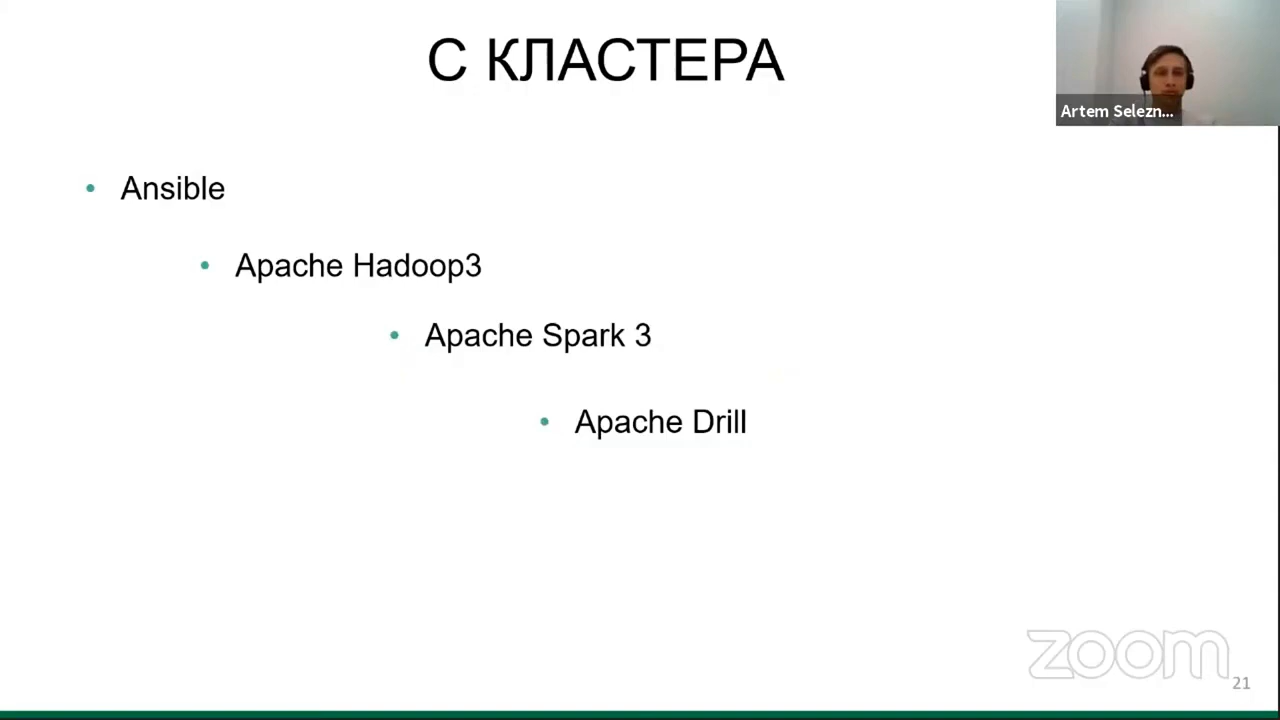 С КЛАСТЕРА
Artem Selezn...
• Ansible
• Apache Hadoop3
• Apache Spark 3
• Apache Drill
zoom
21